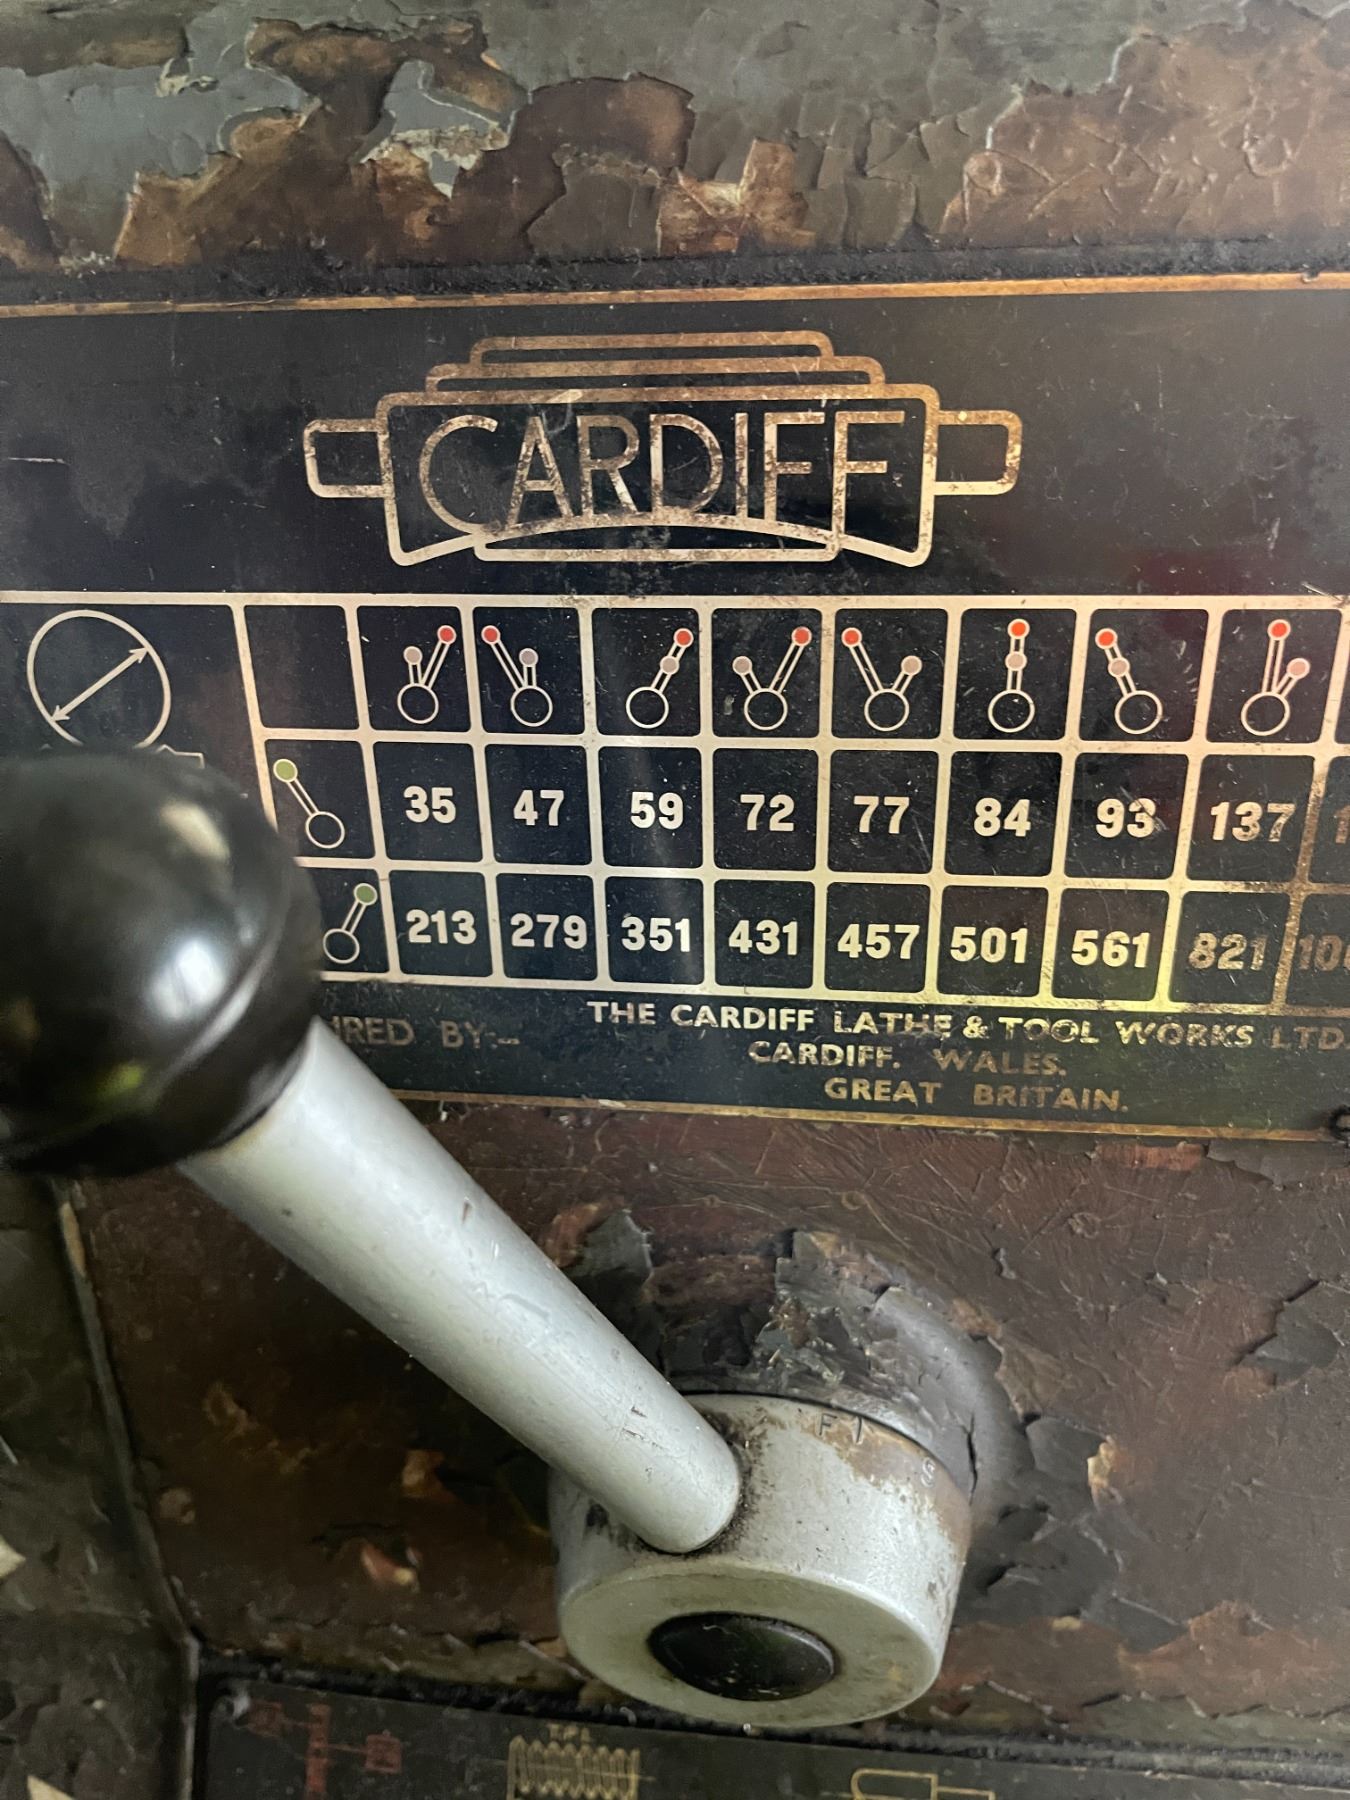 CARDIFF
35 47 59 72 77 84 93 137
213 279 351 431 457 501 561 821
BY:-
THE CARDIFF LATHE & TOOL WORKS LTD.
CARDIFF. WALES.
GREAT BRITAIN.
F
S
T.P.I.